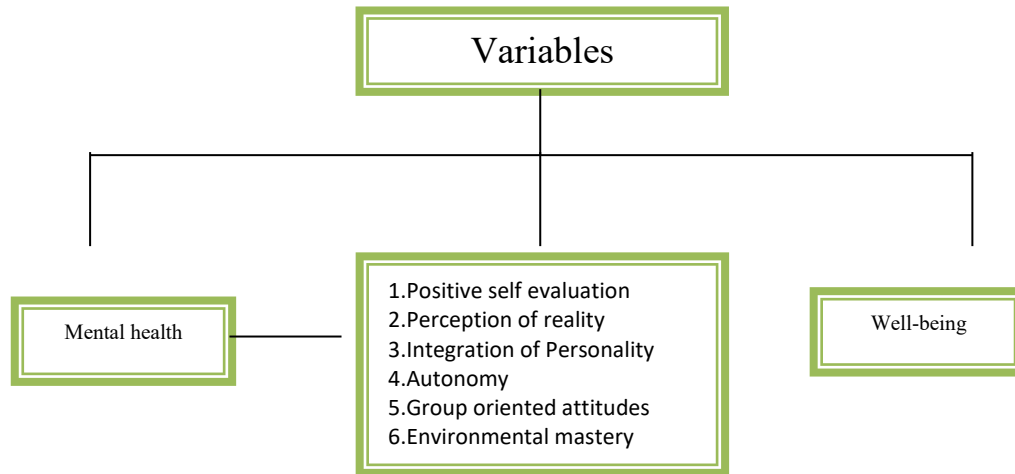 Variables
Mental health
1.Positive self evaluation
2.Perception of reality
3.Integration of Personality
4.Autonomy
5.Group oriented attitudes
6.Environmental mastery
Well-being